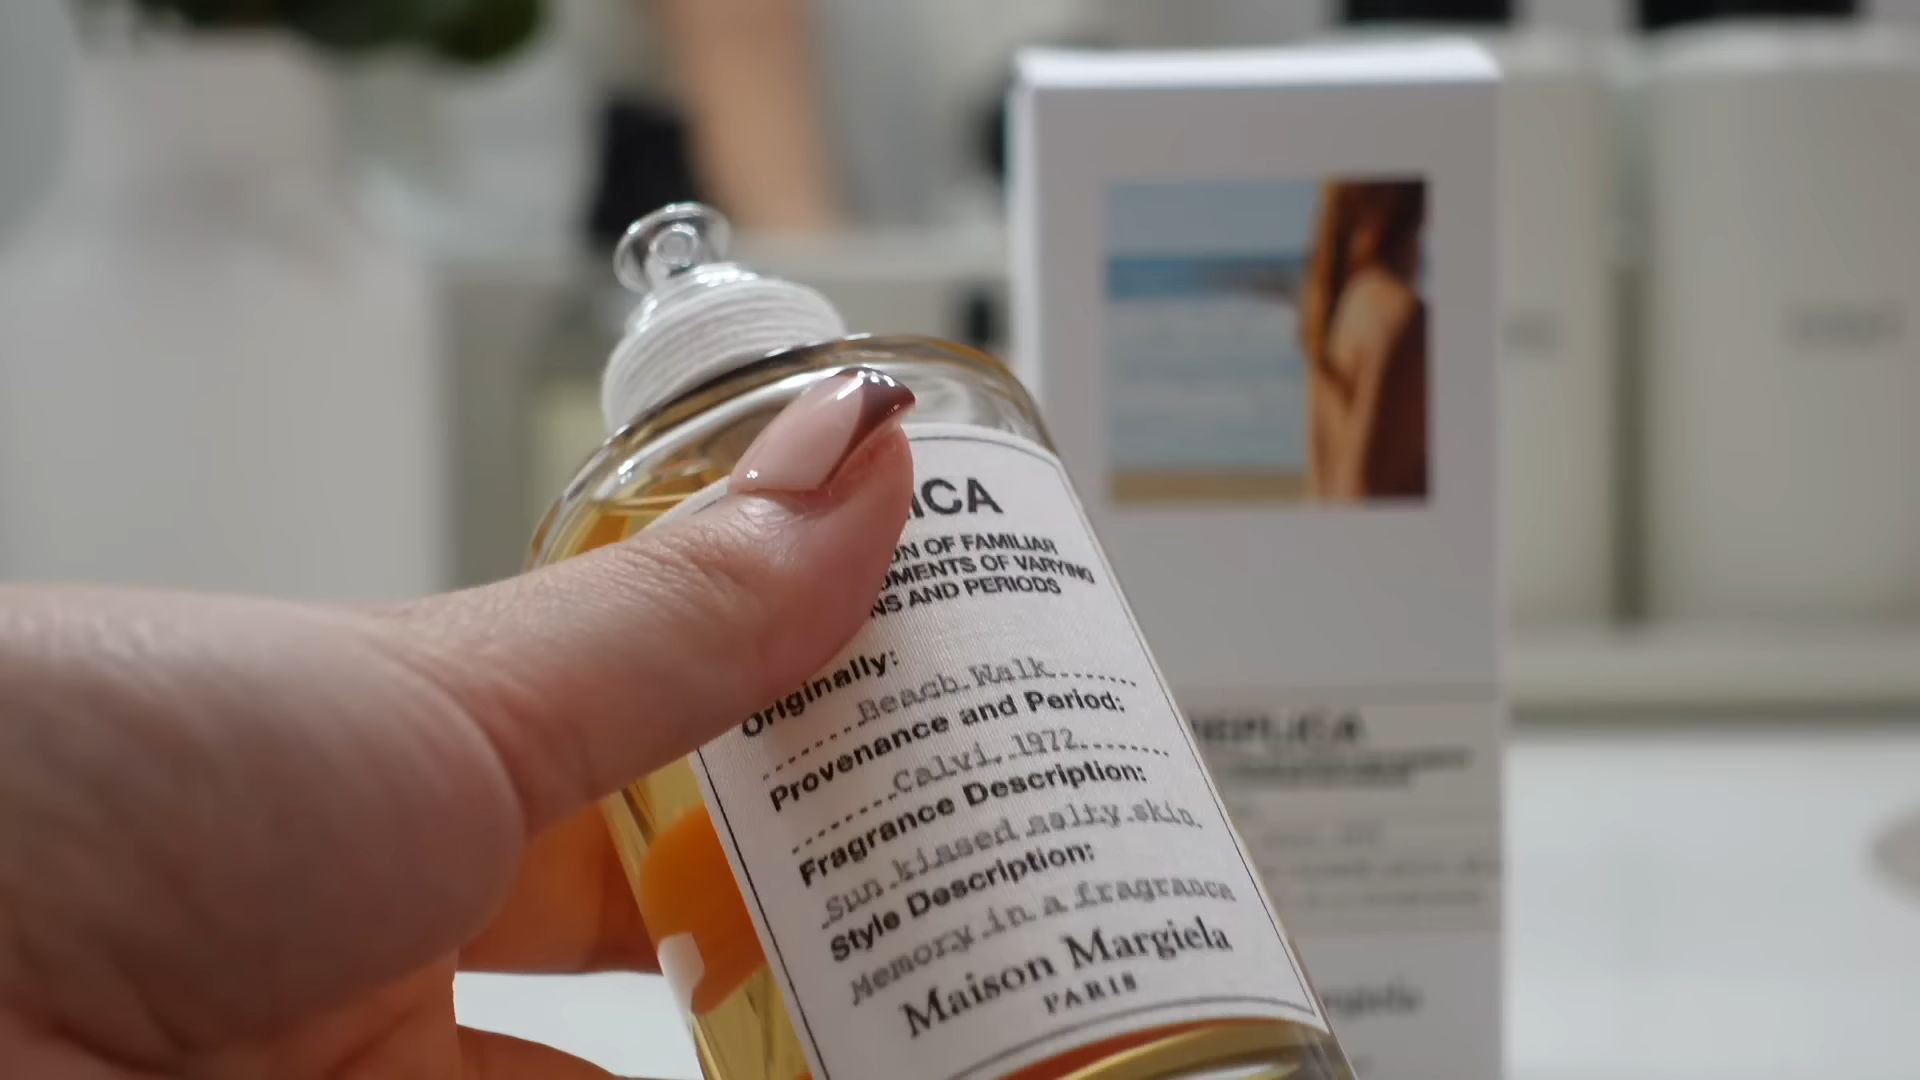 ICA
ON OF FAMILIAR
OMENTS OF VARYING
NS AND PERIODS
Originally:
Beach Walk
Provenance and Period:
Calvi, 1972
Fragrance Description:
Sun kissed salty skin
Style Description:
Memory in a fragrance
Maison Margiela
PARIS
REPLICA